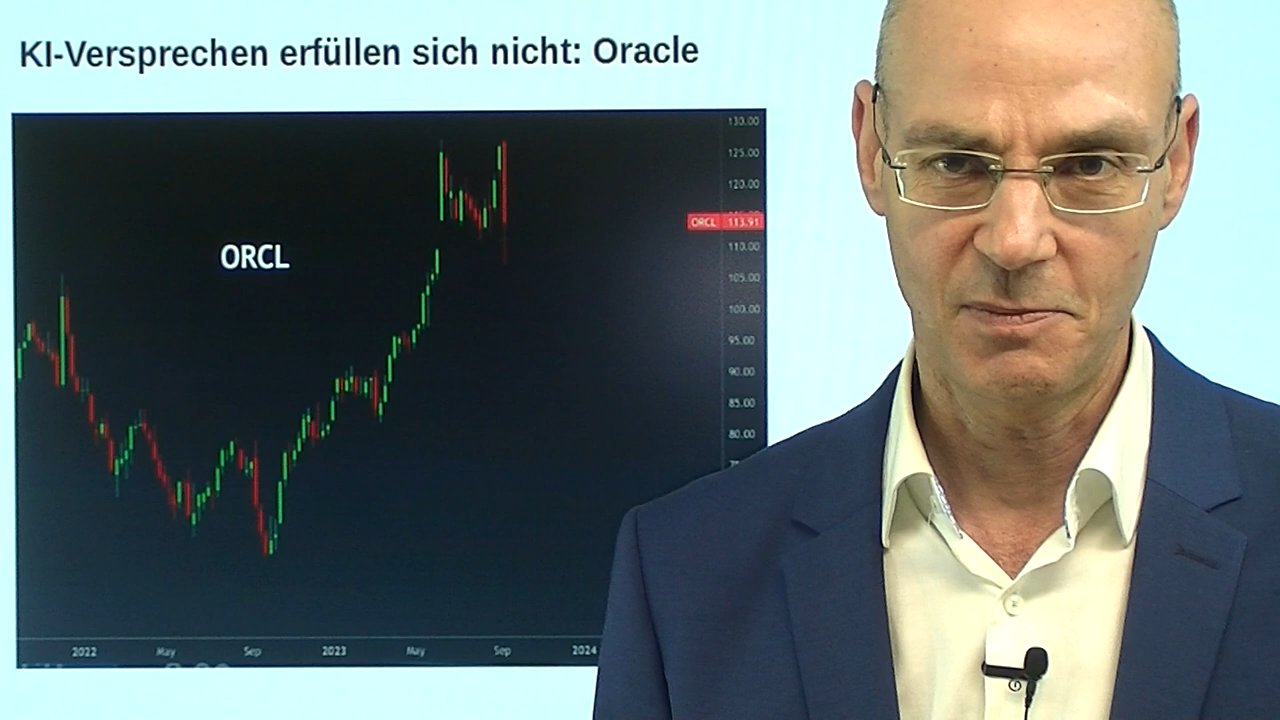 KI-Versprechen erfüllen sich nicht: Oracle
130.00
125.00
120.00
ORCL 113.91
110.00
ORCL
105.00
100.00
95.00
90.00
85.00
80.00
2022 May Sep 2023 May Sep 2024